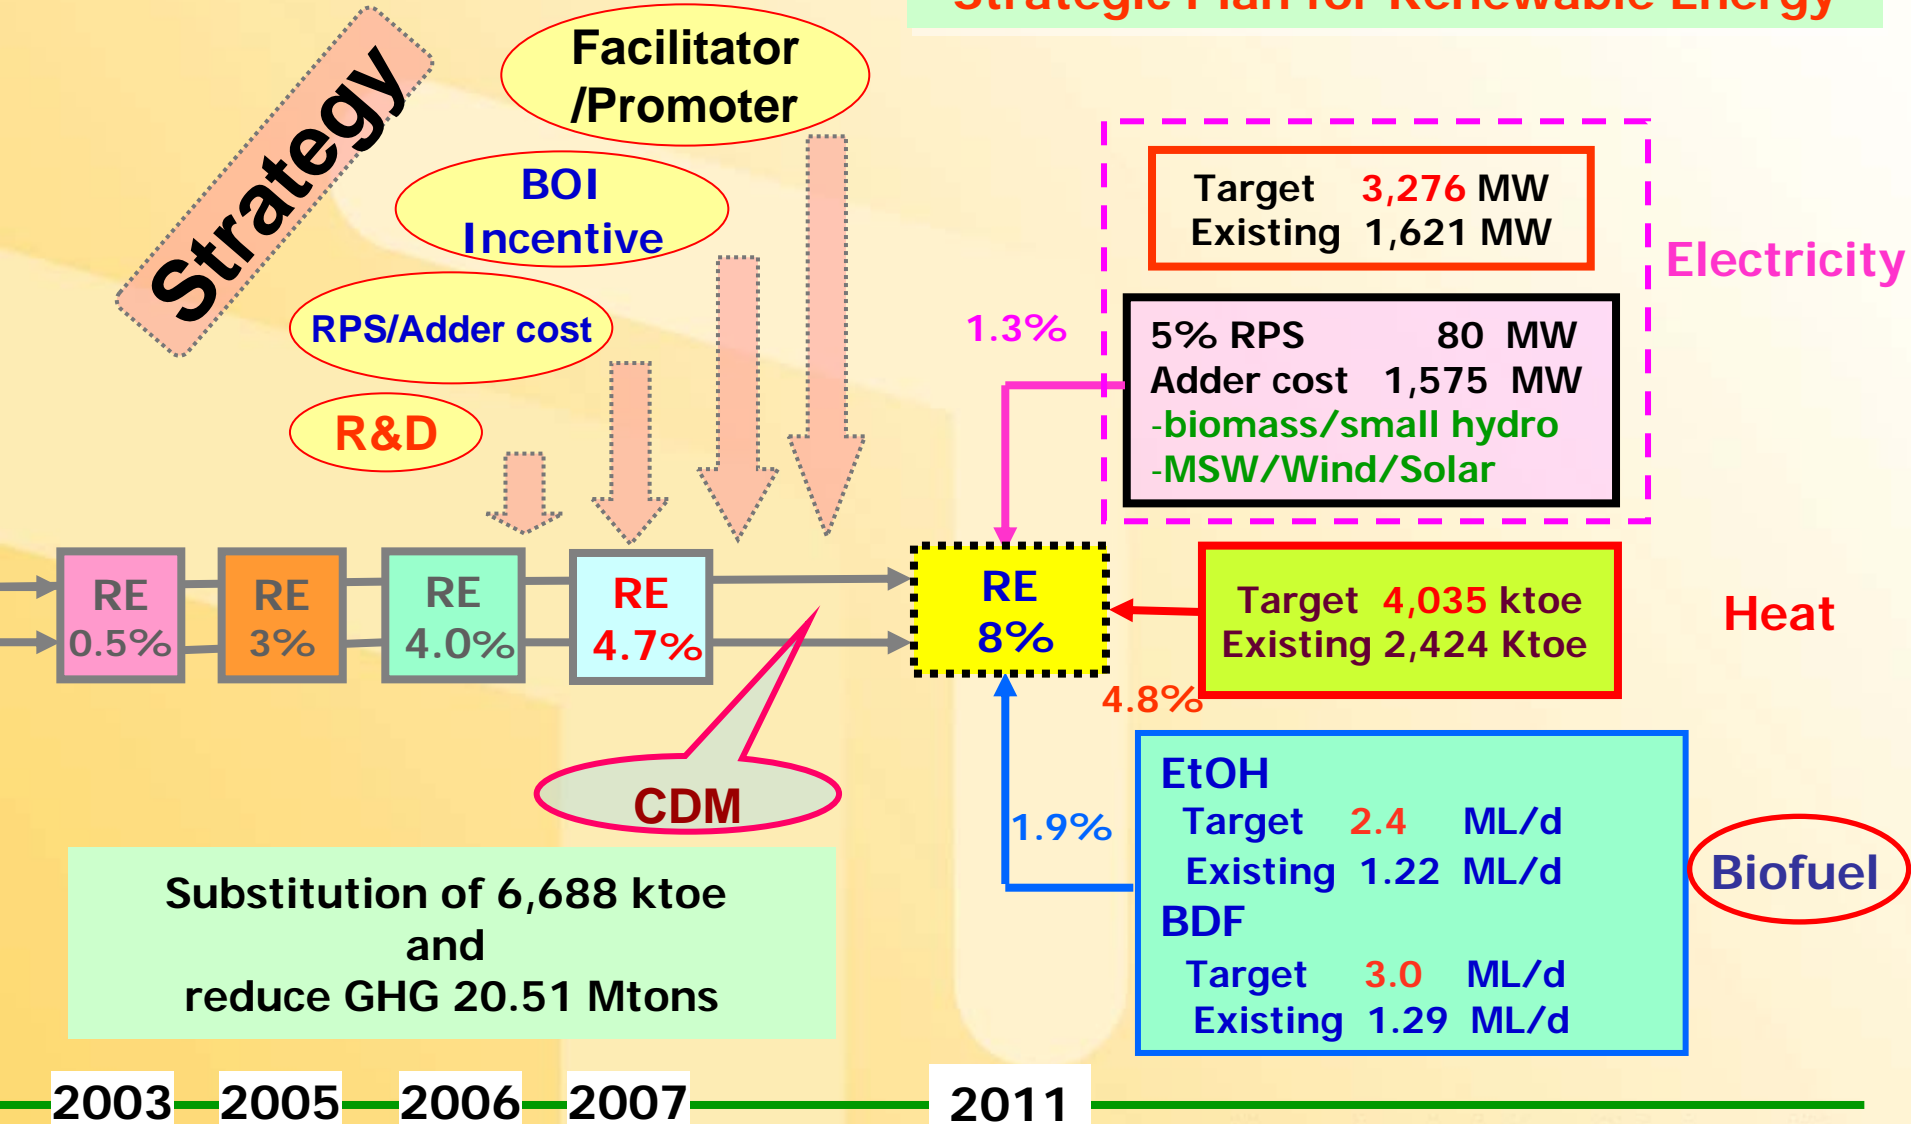 Strategic Plan for Renewable Energy
Strategy
Facilitator
/Promoter
BOI
Incentive
RPS/Adder cost
R&D
Target 3,276 MW
Existing 1,621 MW
Electricity
1.3%
5% RPS 80 MW
Adder cost 1,575 MW
-biomass/small hydro
-MSW/Wind/Solar
RE
0.5%
RE
3%
RE
4.0%
RE
4.7%
RE
8%
Target 4,035 ktoe
Existing 2,424 Ktoe
Heat
4.8%
CDM
1.9%
EtOH
Target 2.4 ML/d
Existing 1.22 ML/d
BDF
Target 3.0 ML/d
Existing 1.29 ML/d
Biofuel
Substitution of 6,688 ktoe
and
reduce GHG 20.51 Mtons
2003 2005 2006 2007 2011